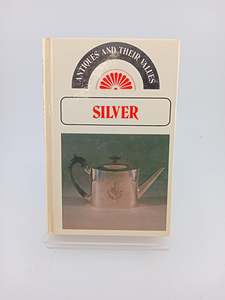 ANTIQUES AND THEIR VALUES
SILVER